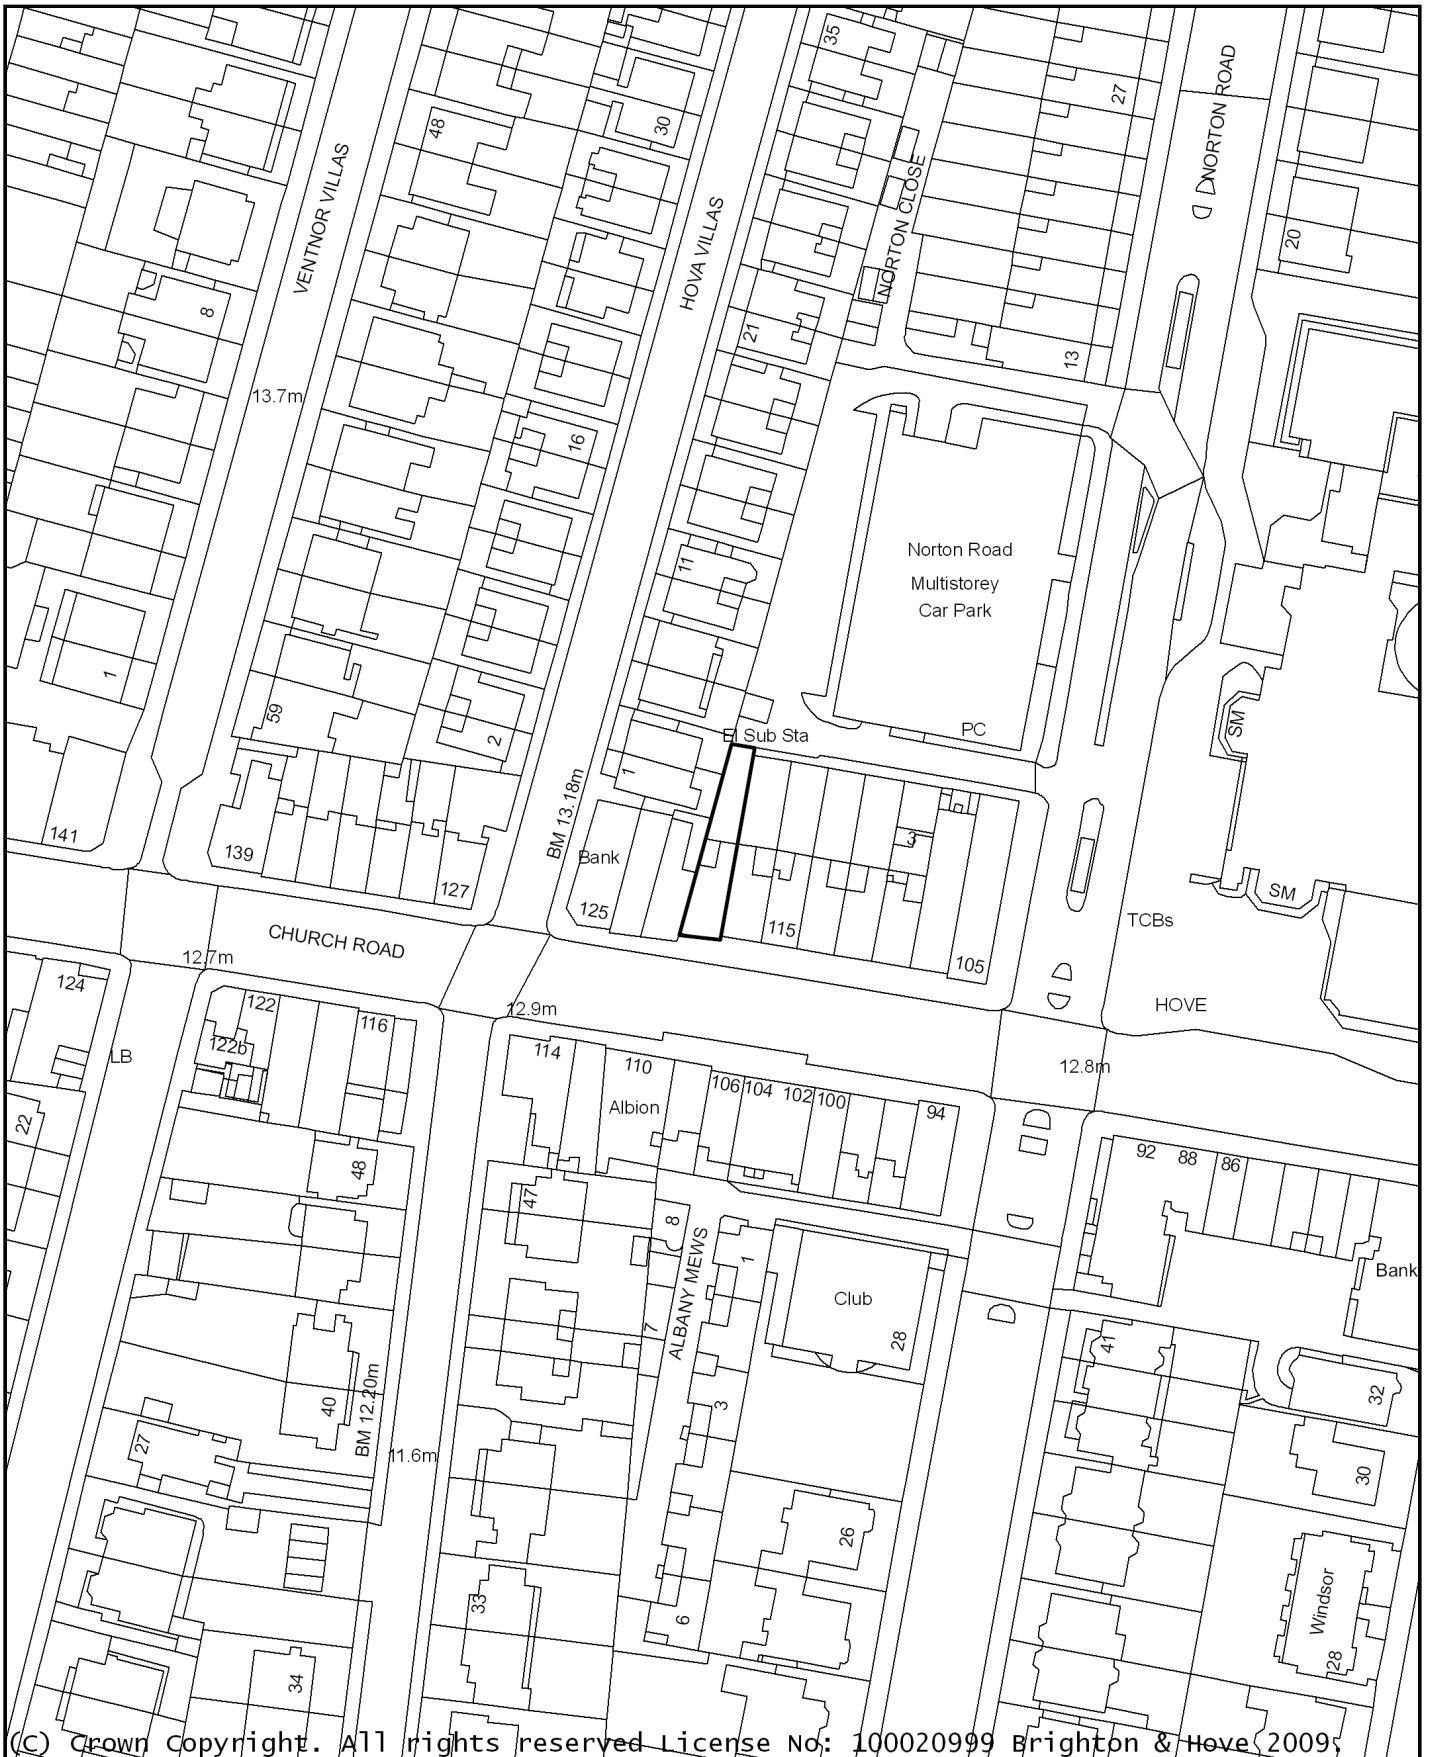 35
27
NORTON ROAD
48
30
VENTNOR VILLAS
HOVA VILLAS
NORTON CLOSE
20
8
21
13
13.7m
16
Norton Road
Multistorey
Car Park
11
1
59
2
SM
PC
El Sub Sta
1
BM 13.18m
141
139
127
Bank
125
115
3
105
SM
TCBs
CHURCH ROAD
12.7m
124
122
116
122b
LB
12.9m
HOVE
114
110
106
104
102
100
94
12.8m
Albion
22
48
47
8
92
88
86
ALBANY MEWS
1
Club
28
7
Bank
41
32
40
BM 12.20m
3
27
11.6m
30
26
33
6
Windsor
28
34
(C) Crown Copyright. All rights reserved License No: 100020999 Brighton & Hove 2009.